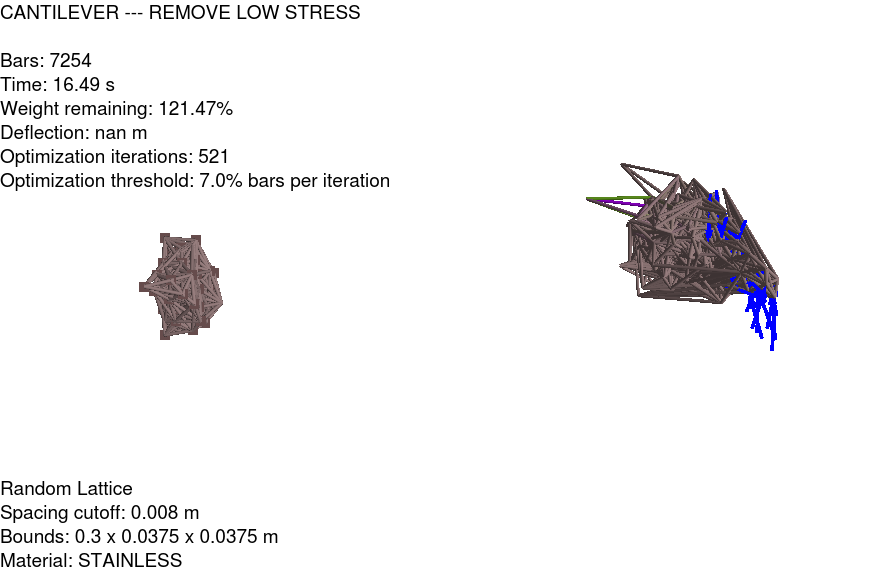 CANTILEVER --- REMOVE LOW STRESS
Bars: 7254
Time: 16.49 s
Weight remaining: 121.47%
Deflection: nan m
Optimization iterations: 521
Optimization threshold: 7.0% bars per iteration
Random Lattice
Spacing cutoff: 0.008 m
Bounds: 0.3 x 0.0375 x 0.0375 m
Material: STAINLESS